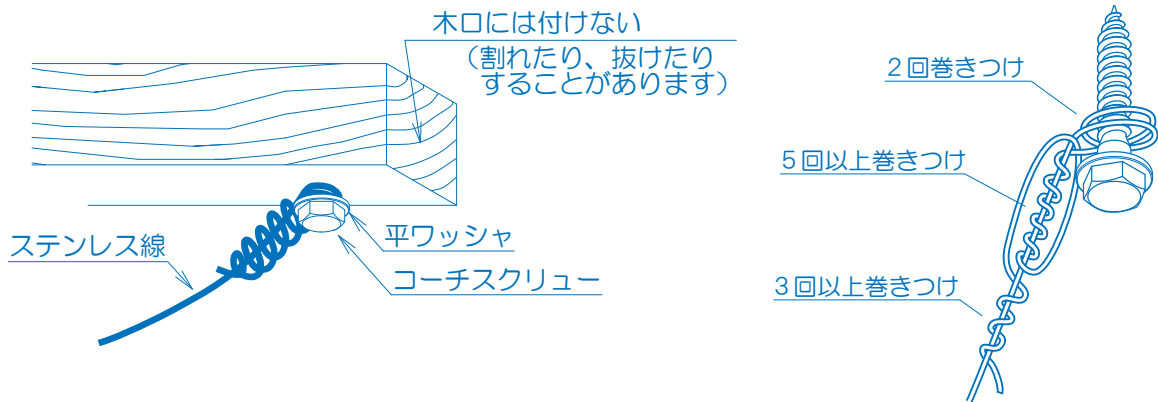 木口には付けない
（割れたり、抜けたり
することがあります）
ステンレス線
平ワッシャ
コーチスクリュー
2回巻きつけ
5回以上巻きつけ
3回以上巻きつけ